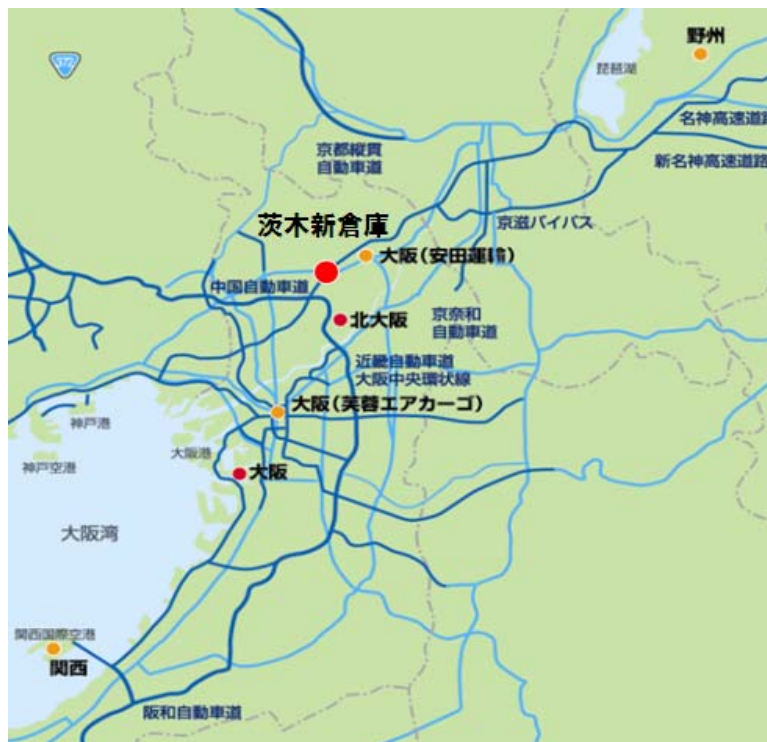 野州
372
琵琶湖
名神高速道路
京都縦貫
自動車道
新名神高速道路
茨木新倉庫
京滋バイパス
大阪(安田運輸)
中国自動車道
北大阪
京奈和
自動車道
近畿自動車道
大阪中央環状線
大阪(芙蓉エアカーゴ)
神戸港
大阪港
神戸空港
大阪
大阪湾
関西国際空港
関西
阪和自動車道